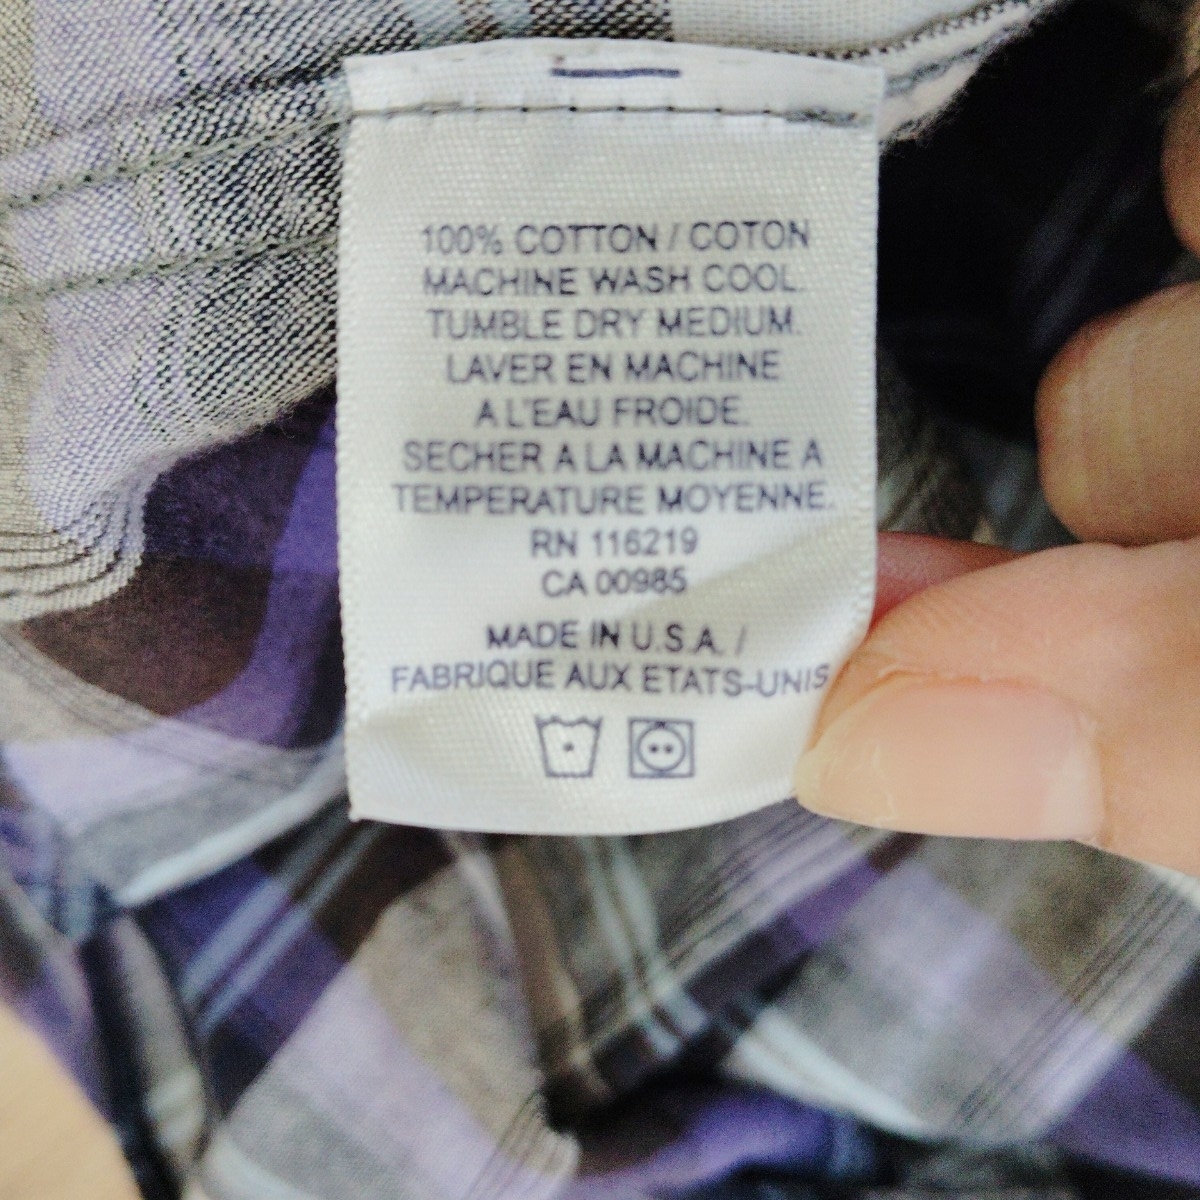 100% COTTON / COTON
MACHINE WASH COOL.
TUMBLE DRY MEDIUM.
LAVER EN MACHINE
A L'EAU FROIDE.
SECHER A LA MACHINE A
TEMPERATURE MOYENNE.
RN 116219
CA 00985
MADE IN U.S.A. /
FABRIQUE AUX ETATS-UNIS